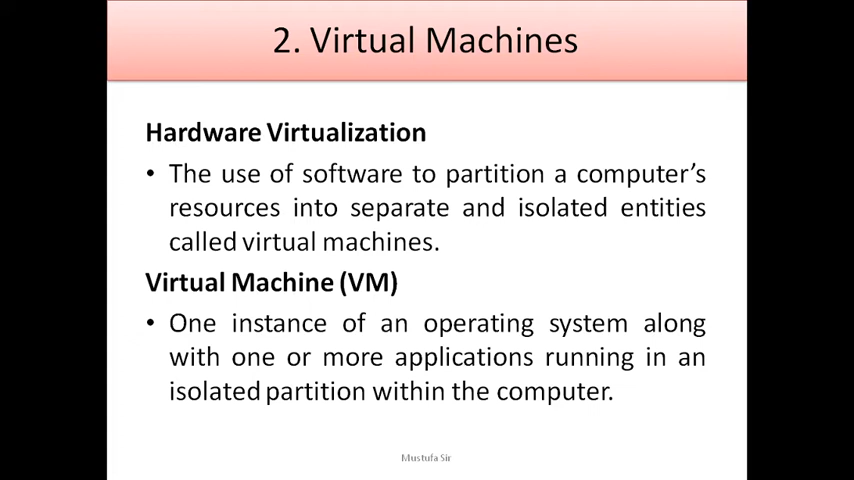 2. Virtual Machines
Hardware Virtualization
• The use of software to partition a computer’s
resources into separate and isolated entities
called virtual machines.
Virtual Machine (VM)
• One instance of an operating system along
with one or more applications running in an
isolated partition within the computer.
Mustufa Sir